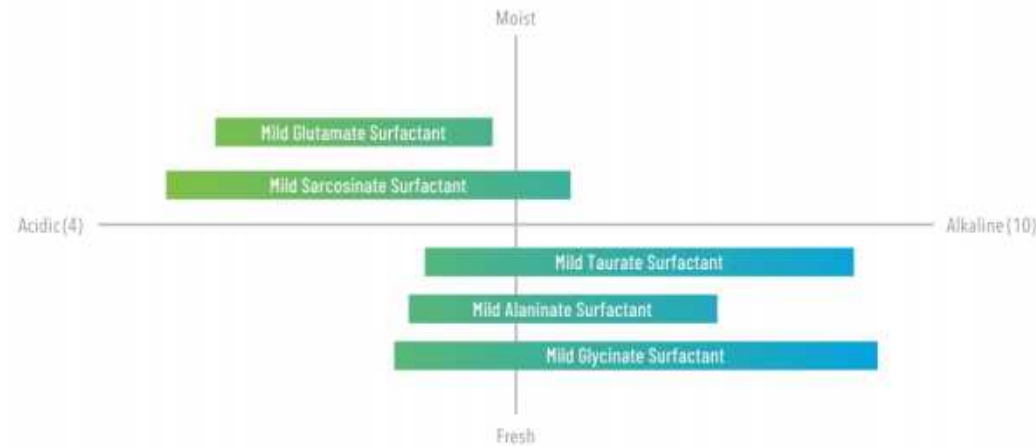 Moist
Mild Glutamate Surfactant
Mild Sarcosinate Surfactant
Acidic(4)
Alkaline(10)
Mild Taurate Surfactant
Mild Alaninate Surfactant
Mild Glycinate Surfactant
Fresh